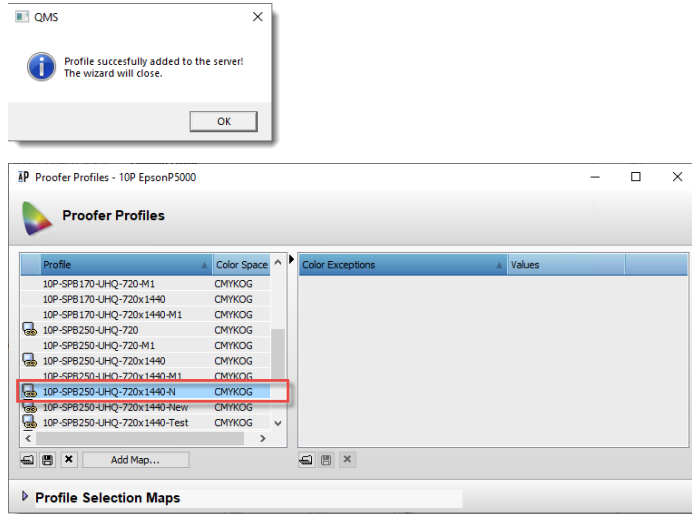 QMS
Profile succesfully added to the server!
The wizard will close.
OK
AP Proofer Profiles - 10P EpsonP5000
Proofer Profiles
Profile Color Space Color Exceptions Values
10P-SPB170-UHQ-720-M1 CMYKOG
10P-SPB170-UHQ-720x1440 CMYKOG
10P-SPB170-UHQ-720x1440-M1 CMYKOG
10P-SPB250-UHQ-720 CMYKOG
10P-SPB250-UHQ-720-M1 CMYKOG
10P-SPB250-UHQ-720x1440 CMYKOG
10P-SPB250-UHQ-720x1440-M1 CMYKOG
10P-SPB250-UHQ-720x1440-N CMYKOG
10P-SPB250-UHQ-720x1440-New CMYKOG
10P-SPB250-UHQ-720x1440-Test CMYKOG
Add Map...
Profile Selection Maps